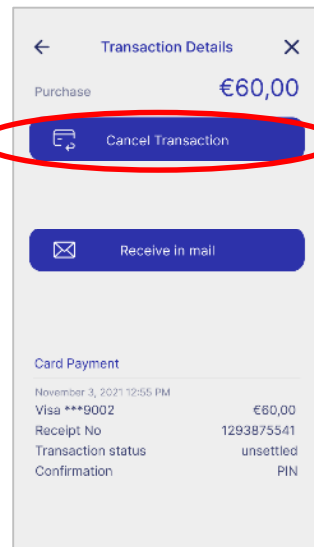 Transaction Details
Purchase €60,00
Cancel Transaction
Receive in mail
Card Payment
November 3, 2021 12:55 PM
Visa ***9002 €60,00
Receipt No 1293875541
Transaction status unsettled
Confirmation PIN